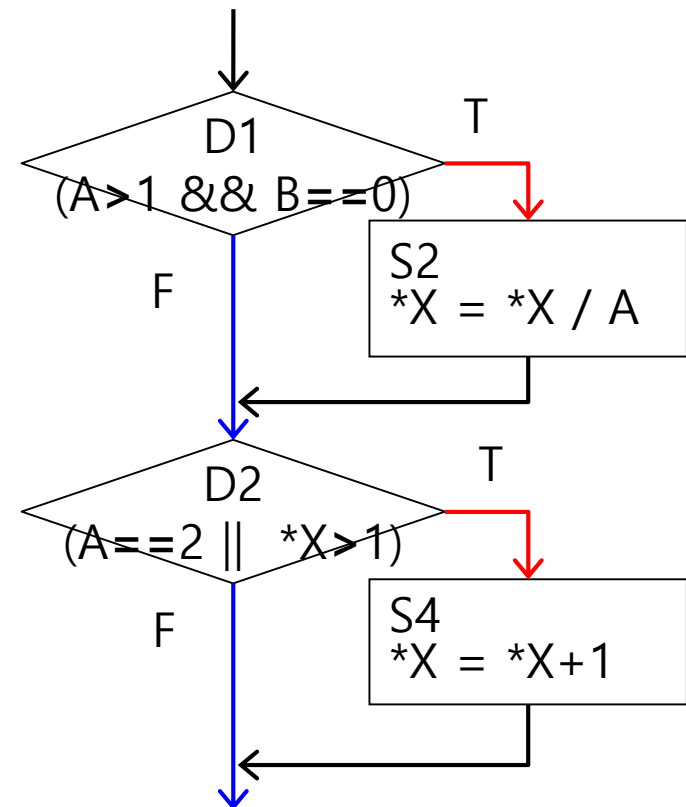 T
D1
(A>1 && B==0)
S2
*X = *X / A
F
T
D2
(A==2 || *X>1)
S4
*X = *X+1
F